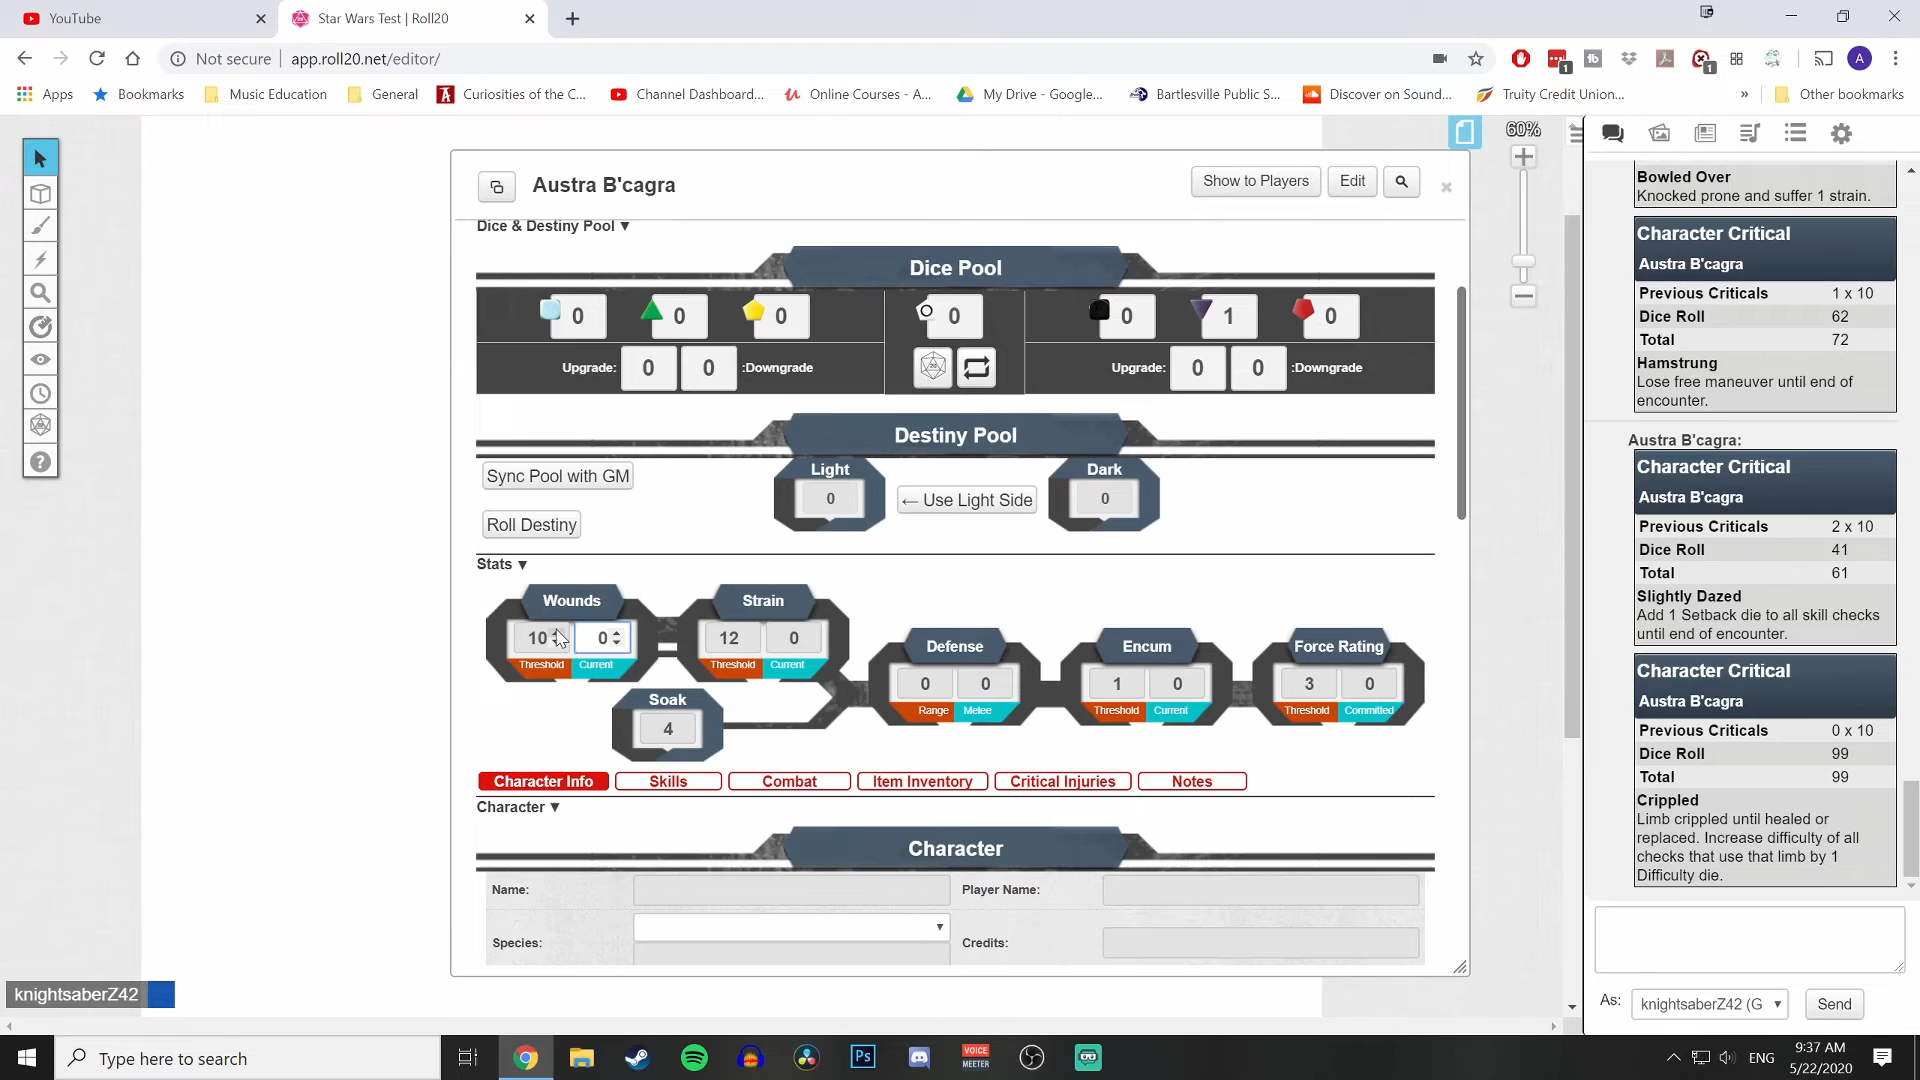 YouTube
Star Wars Test | Roll20
Not secure | app.roll20.net/editor/
1
1
A
Apps
Bookmarks
Music Education
General
Curiosities of the C...
Channel Dashboard...
Online Courses - A...
My Drive - Google...
Bartlesville Public S...
Discover on Sound...
Truity Credit Union...
»
Other bookmarks
60%
Austra B'cagra
Show to Players
Edit
Dice & Destiny Pool ▼
Dice Pool
0 0 0 0 0 1 0
Upgrade: 0 0 :Downgrade
Upgrade: 0 0 :Downgrade
Destiny Pool
Sync Pool with GM
Roll Destiny
Light
0
← Use Light Side
Dark
0
Stats ▼
Wounds
10 0
Threshold Current
Strain
12 0
Threshold Current
Soak
4
Defense
0 0
Range Melee
Encum
1 0
Threshold Current
Force Rating
3 0
Threshold Committed
Character Info
Skills
Combat
Item Inventory
Critical Injuries
Notes
Character ▼
Character
Name:
Player Name:
Species:
Credits:
Bowled Over
Knocked prone and suffer 1 strain.
Character Critical
Austra B'cagra
Previous Criticals 1 x 10
Dice Roll 62
Total 72
Hamstrung
Lose free maneuver until end of
encounter.
Austra B'cagra:
Character Critical
Austra B'cagra
Previous Criticals 2 x 10
Dice Roll 41
Total 61
Slightly Dazed
Add 1 Setback die to all skill checks
until end of encounter.
Character Critical
Austra B'cagra
Previous Criticals 0 x 10
Dice Roll 99
Total 99
Crippled
Limb crippled until healed or
replaced. Increase difficulty of all
checks that use that limb by 1
Difficulty die.
As: knightsaberZ42 (G
Send
knightsaberZ42
Type here to search
Ps
VOICE
MEETER
ENG
9:37 AM
5/22/2020